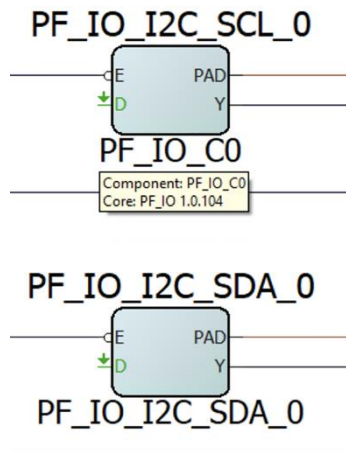 PF_IO_I2C_SCL_0
E PAD
D Y
PF_IO_C0
Component: PF_IO_C0
Core: PF_IO 1.0.104
PF_IO_I2C_SDA_0
E PAD
D Y
PF_IO_I2C_SDA_0